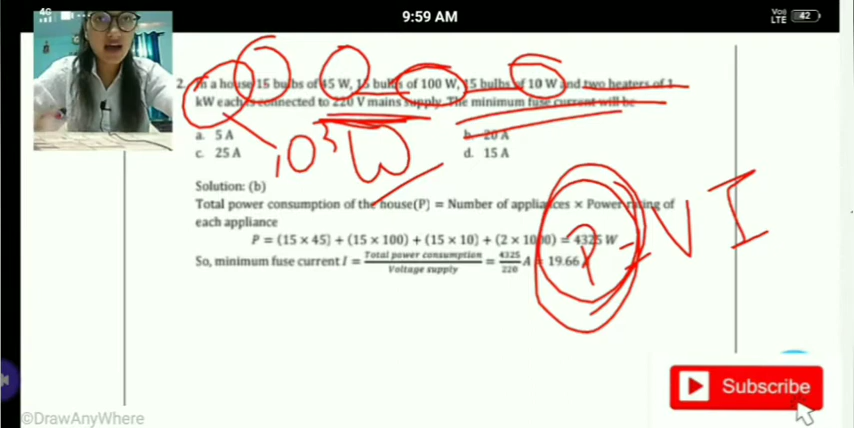 4G
9:59 AM
Vo))
LTE 42
2. In a house 15 bulbs of 45 W, 15 bulbs of 100 W, 15 bulbs of 10 W and two heaters of 1
kW each is connected to 220 V mains supply. The minimum fuse current will be
a. 5 A
b. 20 A
c. 25 A
d. 15 A
10³ W
Solution: (b)
Total power consumption of the house(P) = Number of appliances × Power rating of
each appliance
P = (15 × 45) + (15 × 100) + (15 × 10) + (2 × 1000) = 4325 W
So, minimum fuse current I = Total power consumption / Voltage supply = 4325 / 220 A = 19.66
P = V I
Subscribe
©DrawAnyWhere